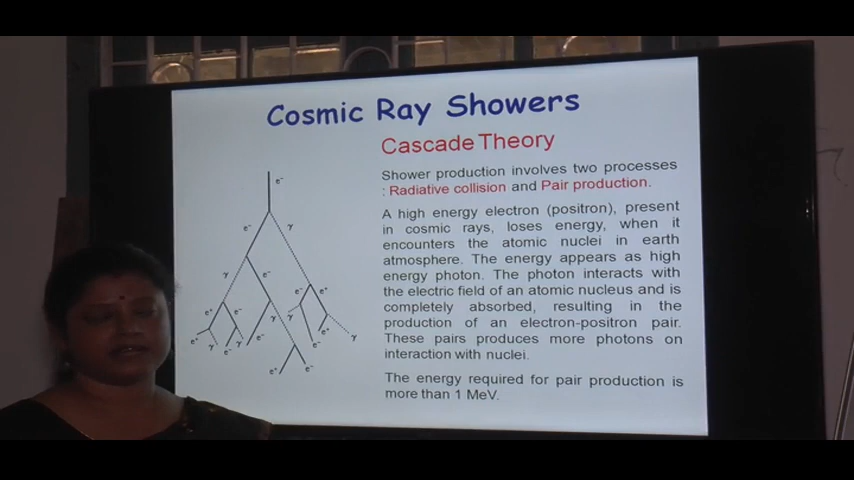 Cosmic Ray Showers
Cascade Theory
Shower production involves two processes
: Radiative collision and Pair production.
A high energy electron (positron), present
in cosmic rays, loses energy, when it
encounters the atomic nuclei in earth
atmosphere. The energy appears as high
energy photon. The photon interacts with
the electric field of an atomic nucleus and is
completely absorbed, resulting in the
production of an electron-positron pair.
These pairs produces more photons on
interaction with nuclei.
The energy required for pair production is
more than 1 MeV.
e⁻
e⁻ γ
γ e⁻
e⁺ e⁻ γ γ e⁻ e⁺
e⁺ γ e⁻ γ e⁻ e⁻ e⁺ γ
e⁺ e⁻